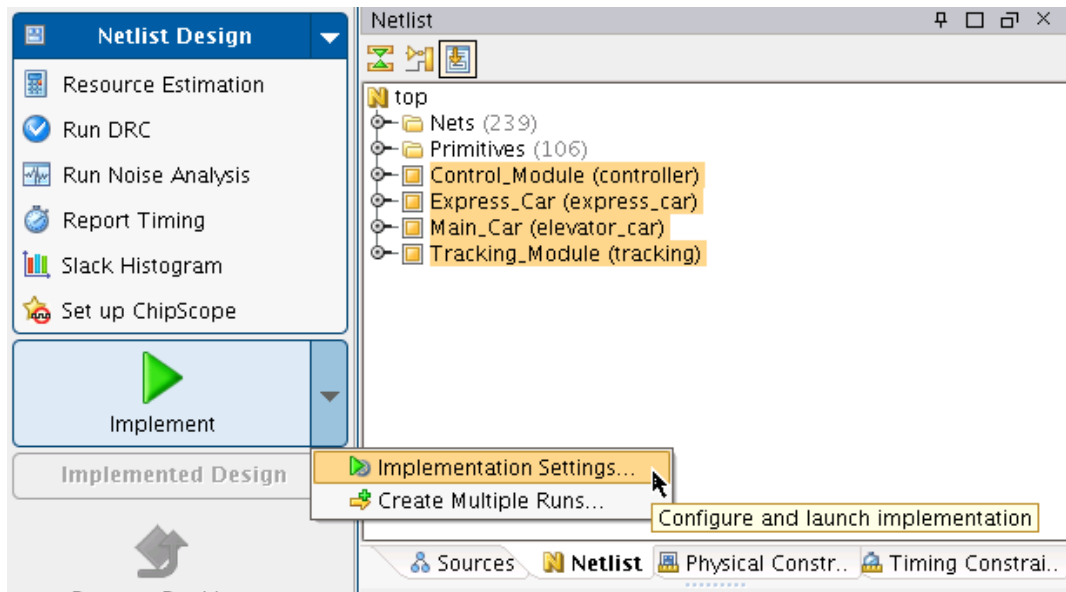 Netlist Design
Resource Estimation
Run DRC
Run Noise Analysis
Report Timing
Slack Histogram
Set up ChipScope
Implement
Implemented Design
Netlist
top
Nets (239)
Primitives (106)
Control_Module (controller)
Express_Car (express_car)
Main_Car (elevator_car)
Tracking_Module (tracking)
Implementation Settings...
Create Multiple Runs...
Configure and launch implementation
Sources Netlist Physical Constr.. Timing Constrai..